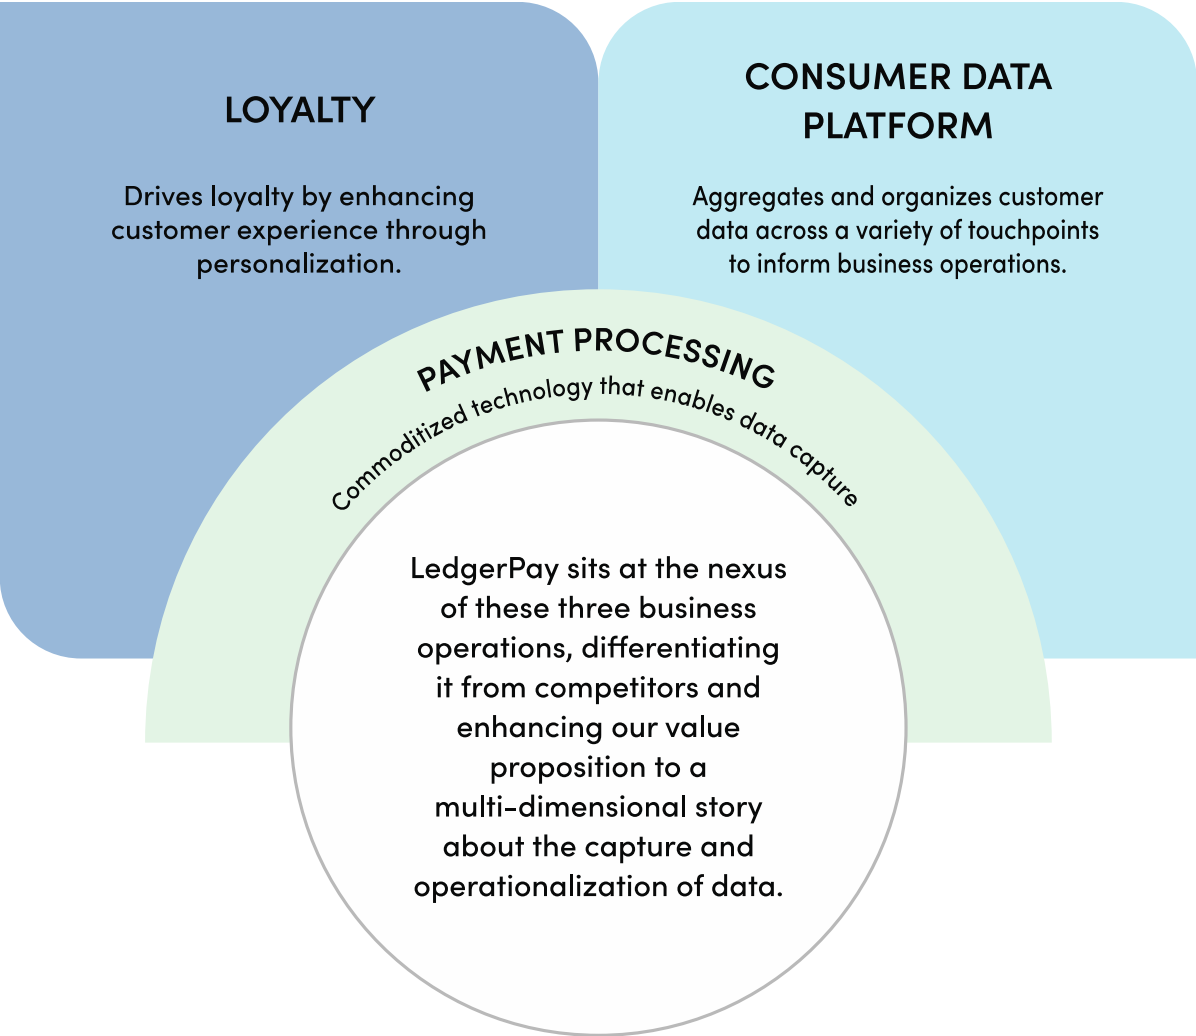 LOYALTY
Drives loyalty by enhancing
customer experience through
personalization.
CONSUMER DATA
PLATFORM
Aggregates and organizes customer
data across a variety of touchpoints
to inform business operations.
PAYMENT PROCESSING
Commoditized technology that enables data capture
LedgerPay sits at the nexus
of these three business
operations, differentiating
it from competitors and
enhancing our value
proposition to a
multi-dimensional story
about the capture and
operationalization of data.